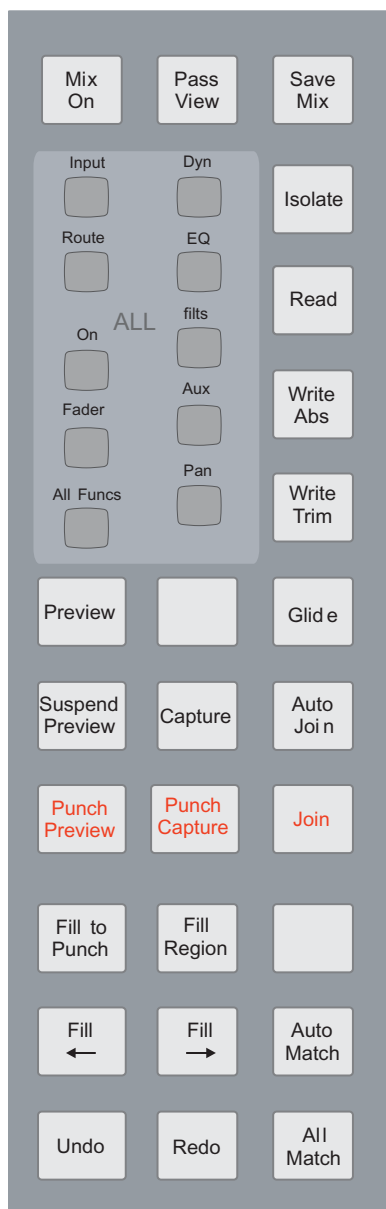 Mix
On
Pass
View
Save
Mix
Input
Dyn
Isolate
Route
EQ
Read
ALL
filts
On
Aux
Write
Abs
Fader
Pan
All Funcs
Write
Trim
Preview
Glide
Suspend
Preview
Capture
Auto
Join
Punch
Preview
Punch
Capture
Join
Fill to
Punch
Fill
Region
Fill
←
Fill
→
Auto
Match
Undo
Redo
All
Match